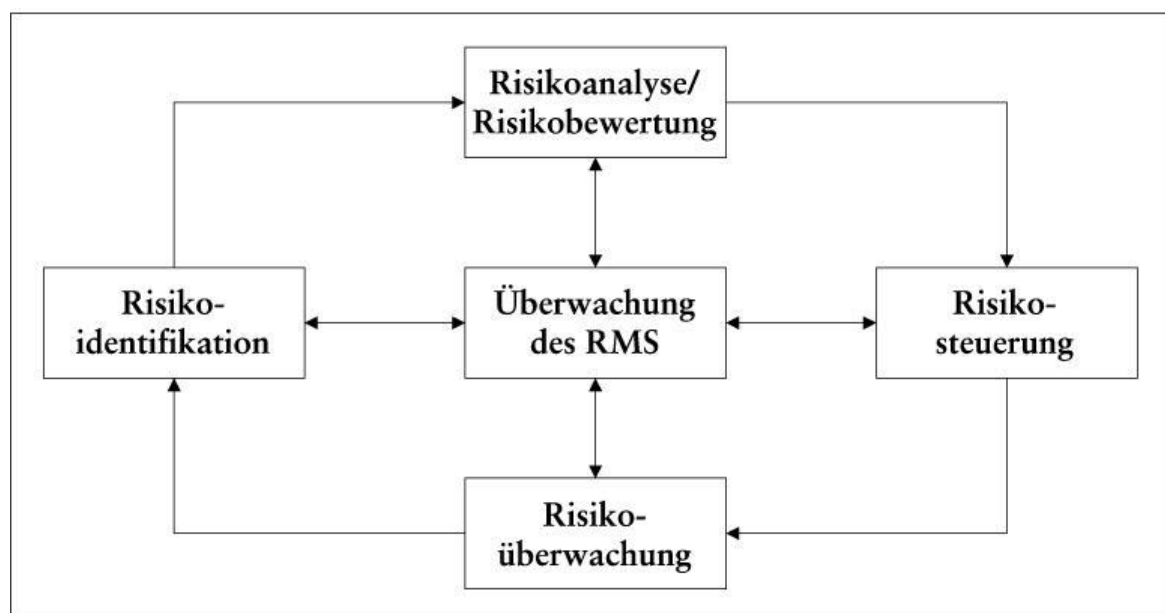 Risikoanalyse/
Risikobewertung
Risiko-
identifikation
Überwachung
des RMS
Risiko-
steuerung
Risiko-
überwachung